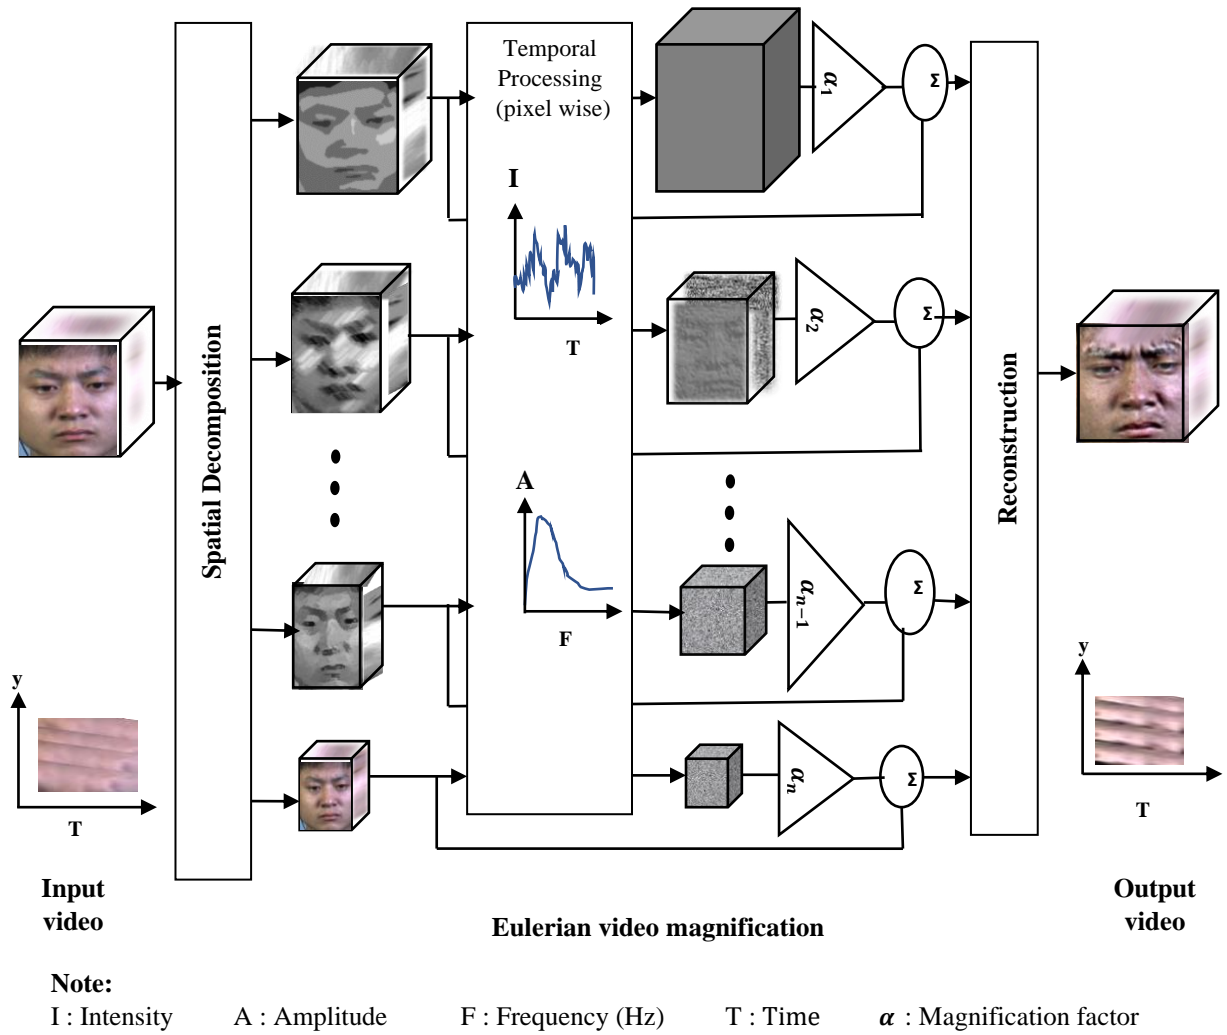 Temporal
Processing
(pixel wise)
α₁
Σ
I
T
α₂
Σ
Spatial Decomposition
Reconstruction
A
F
αₙ₋₁
Σ
y
T
αₙ
Σ
y
T
Input
video
Eulerian video magnification
Output
video
Note:
I : Intensity A : Amplitude F : Frequency (Hz) T : Time α : Magnification factor